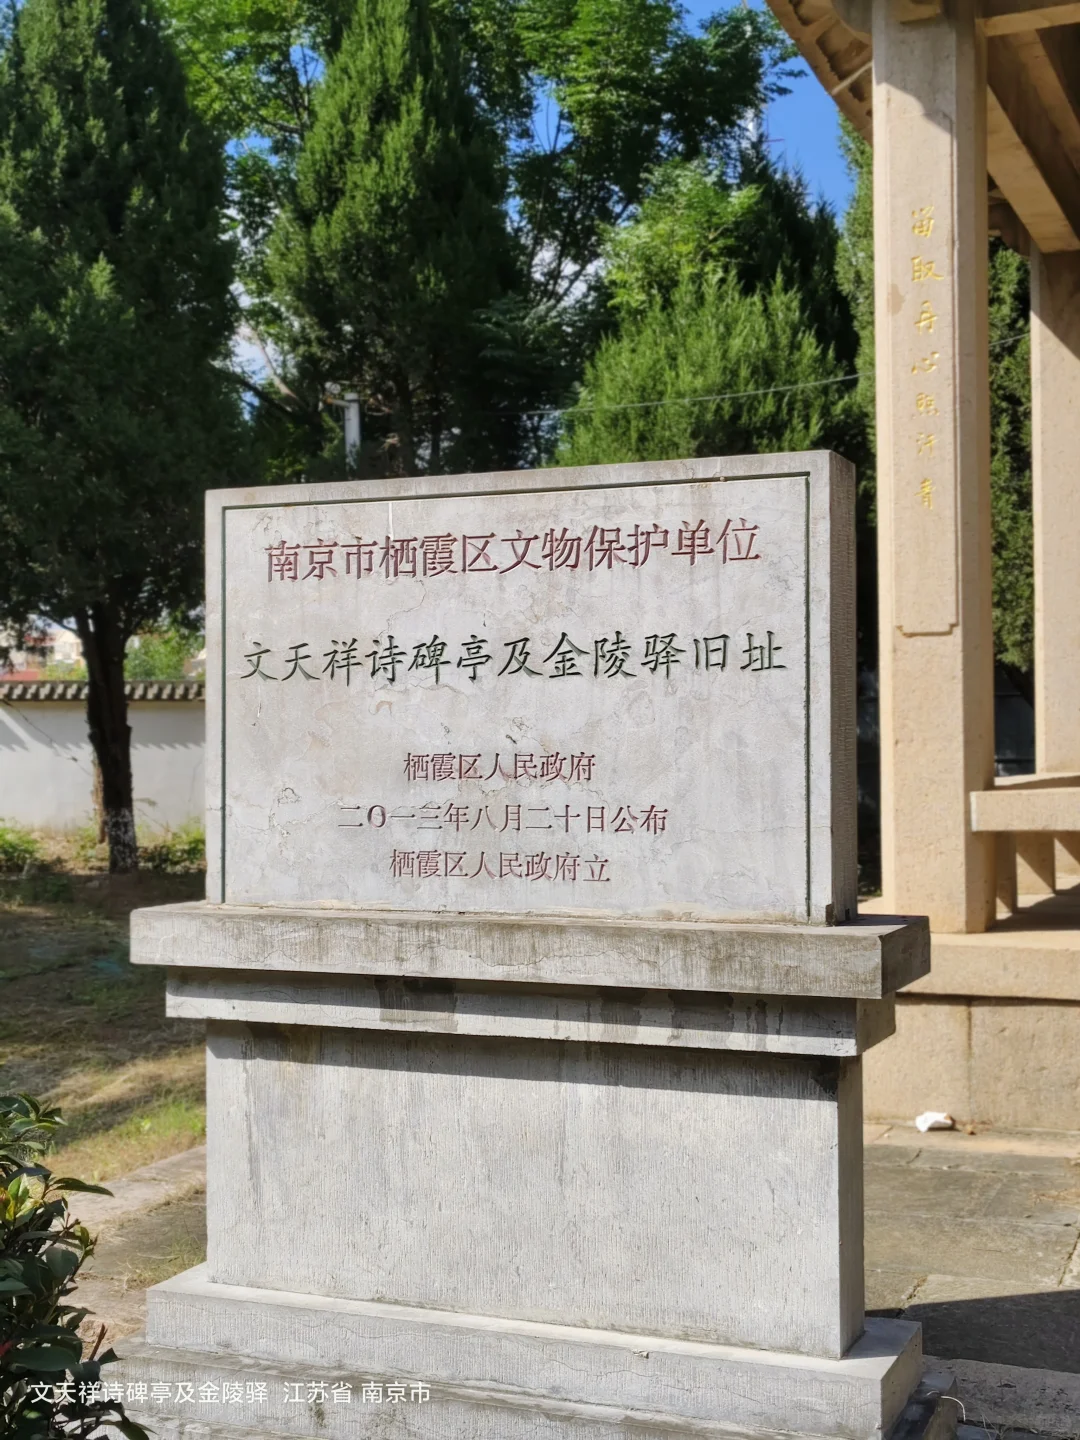 南京市栖霞区文物保护单位
文天祥诗碑亭及金陵驿旧址
栖霞区人民政府
二〇一三年八月二十日公布
栖霞区人民政府立
留取丹心照汗青
文天祥诗碑亭及金陵驿 江苏省 南京市